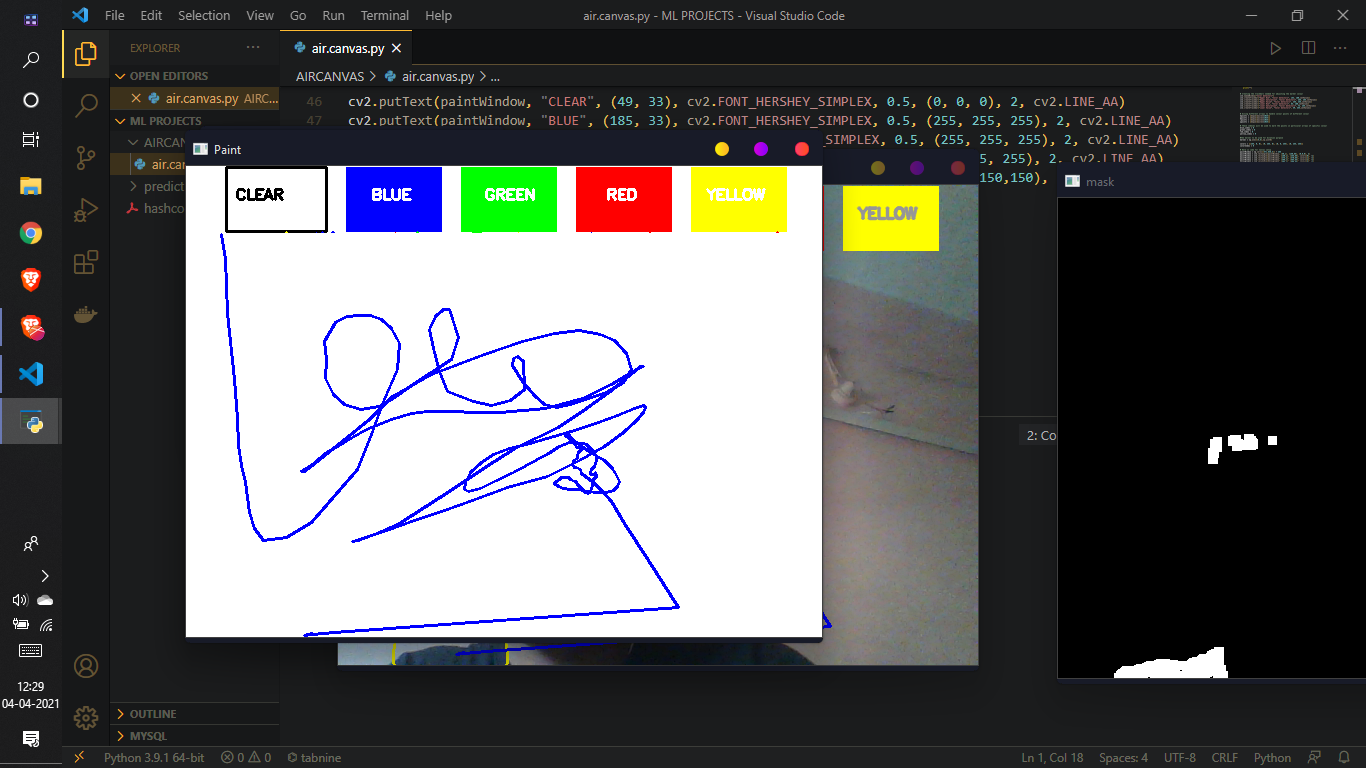 File Edit Selection View Go Run Terminal Help
air.canvas.py - ML PROJECTS - Visual Studio Code
EXPLORER
OPEN EDITORS
air.canvas.py AIRC...
ML PROJECTS
AIRCAN
air.ca
predict
hashco
OUTLINE
MYSQL
air.canvas.py
AIRCANVAS > air.canvas.py > ...
46 cv2.putText(paintWindow, "CLEAR", (49, 33), cv2.FONT_HERSHEY_SIMPLEX, 0.5, (0, 0, 0), 2, cv2.LINE_AA)
47 cv2.putText(paintWindow, "BLUE", (185, 33), cv2.FONT_HERSHEY_SIMPLEX, 0.5, (255, 255, 255), 2, cv2.LINE_AA)
SIMPLEX, 0.5, (255, 255, 255), 2, cv2.LINE_AA)
5, 255), 2, cv2.LINE_AA)
150,150),
Paint
CLEAR
BLUE
GREEN
RED
YELLOW
YELLOW
mask
2: Co
12:29
04-04-2021
Python 3.9.1 64-bit
0 0
tabnine
Ln 1, Col 18
Spaces: 4
UTF-8
CRLF
Python